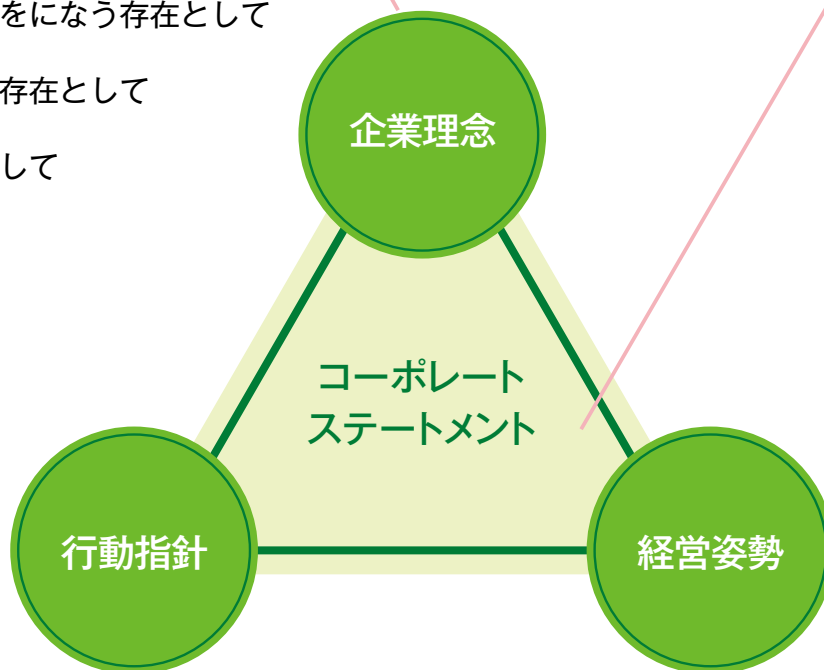 をになう存在として
存在として
して
企業理念
コーポレート
ステートメント
行動指針
経営姿勢